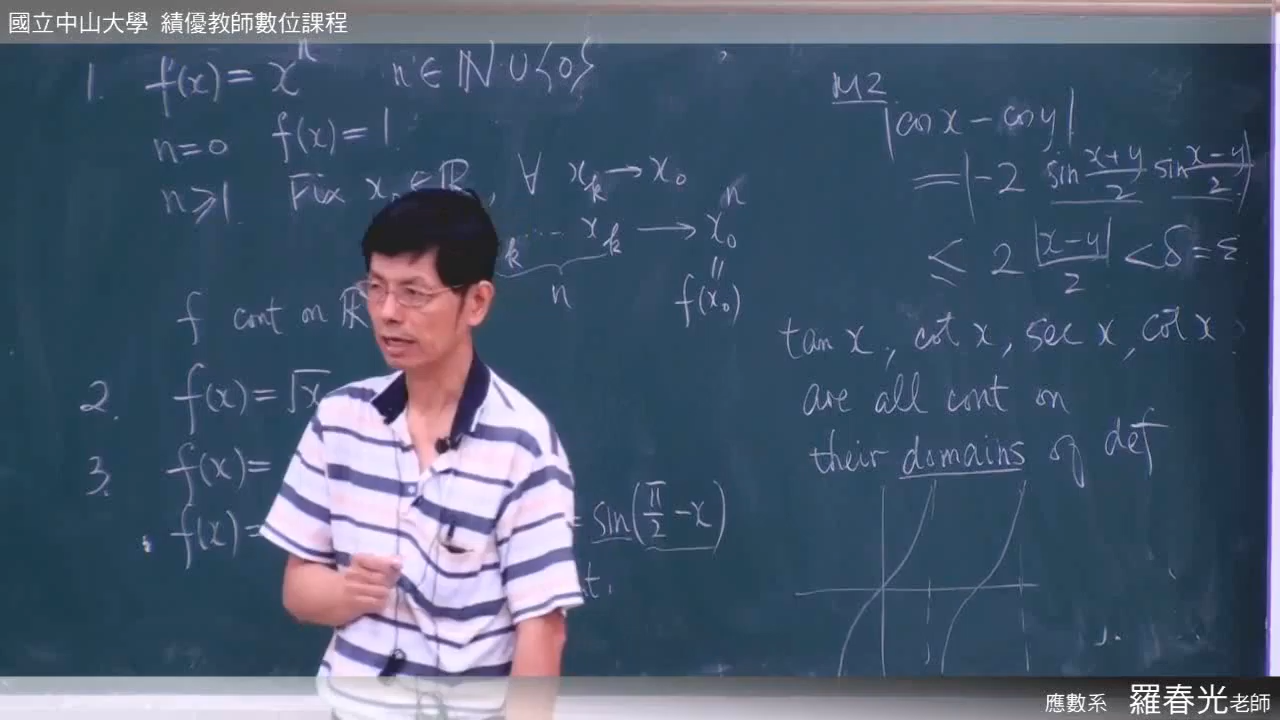 國立中山大學 績優教師數位課程
1. f(x) = x^n n ∈ ℕ ∪ {0}
n=0 f(x) = 1
n⩾1 Fix x₀ ∈ ℝ, ∀ x_k → x₀
k ··· x_k → x₀^n
n
=
f(x₀)
f cont on ℝ
2. f(x) = √x
3. f(x) =
f(x) = = sin(π/2 − x)
M2
|cos x − cos y|
= |−2 sin (x+y)/2 sin (x−y)/2|
≤ 2 |x−y|/2 < δ = ε
tan x, cot x, sec x, cot x
are all cont on
their domains of def
應數系 羅春光老師